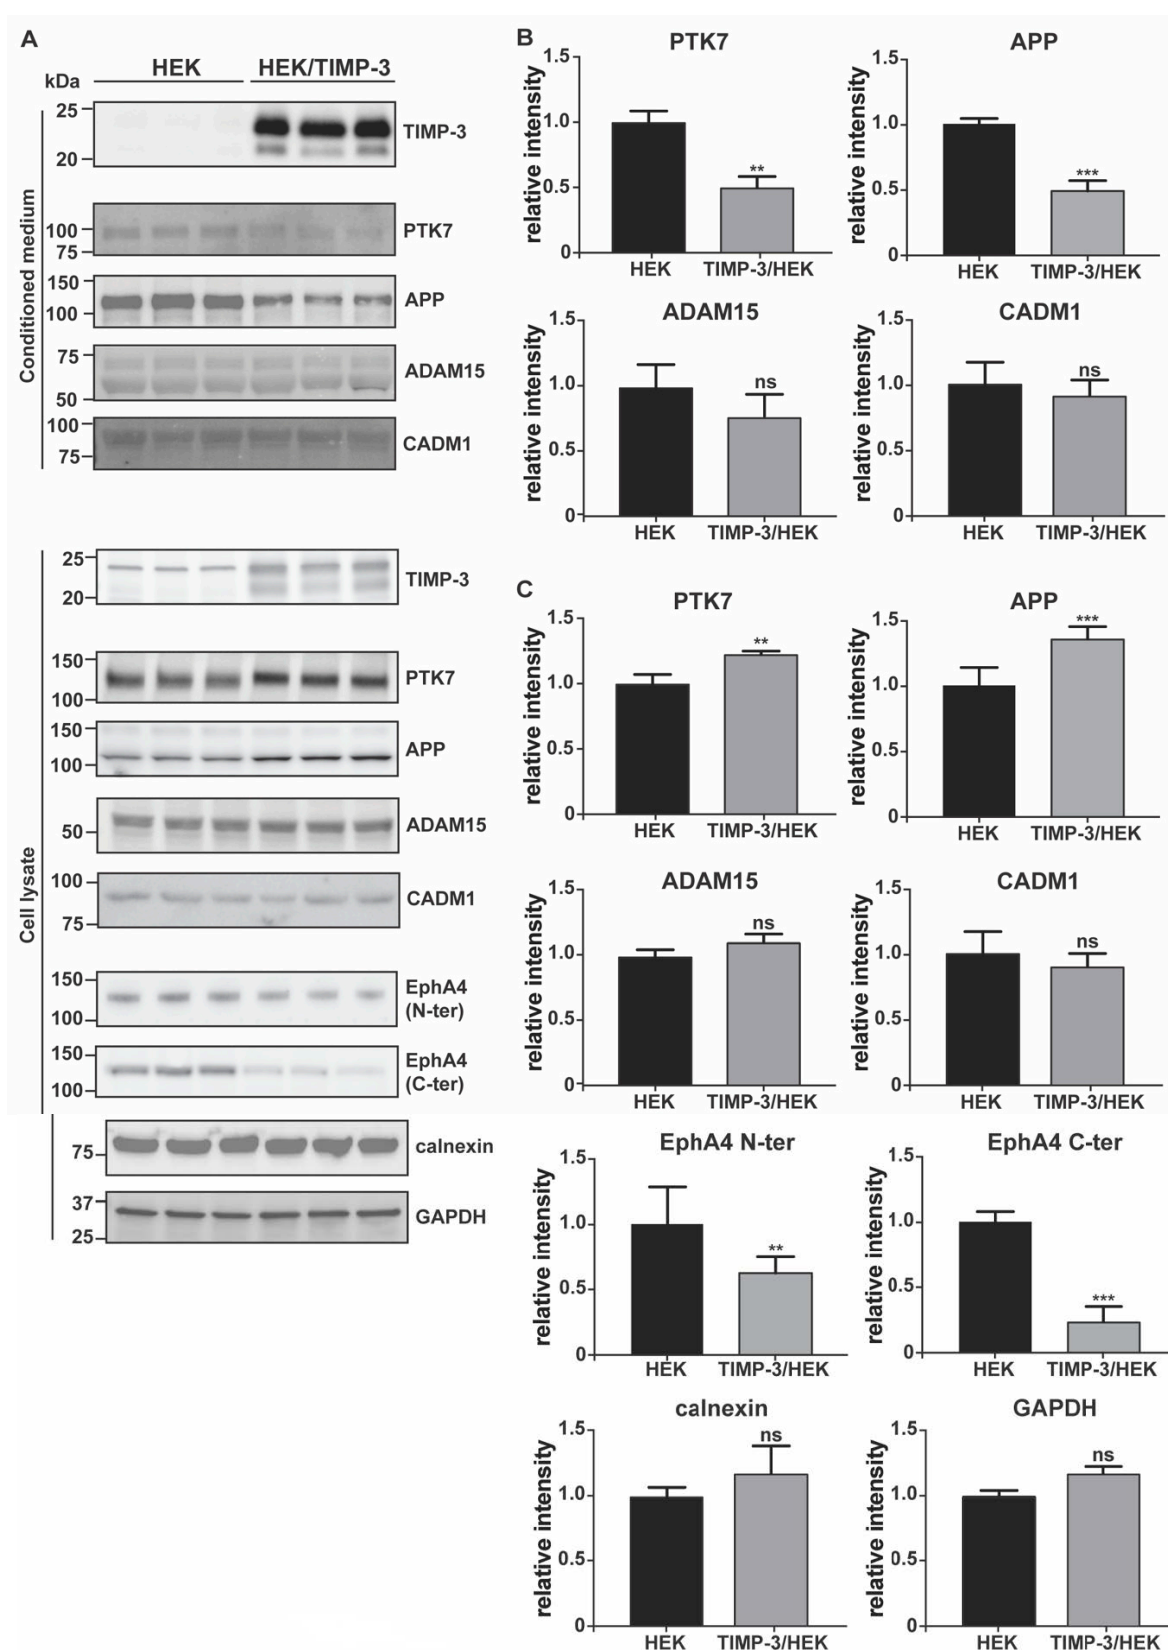 A
HEK HEK/TIMP-3
kDa
Conditioned medium
25
20
TIMP-3
100
75
PTK7
150
100
APP
75
50
ADAM15
100
75
CADM1
Cell lysate
25
20
TIMP-3
150
100
PTK7
150
100
APP
50
ADAM15
100
75
CADM1
150
100
EphA4
(N-ter)
150
100
EphA4
(C-ter)
75
calnexin
37
25
GAPDH
B
PTK7
relative intensity
1.5
1.0
0.5
0
**
HEK TIMP-3/HEK
APP
relative intensity
1.5
1.0
0.5
0
***
HEK TIMP-3/HEK
ADAM15
relative intensity
1.5
1.0
0.5
0
ns
HEK TIMP-3/HEK
CADM1
relative intensity
1.5
1.0
0.5
0
ns
HEK TIMP-3/HEK
C
PTK7
relative intensity
1.5
1.0
0.5
0
**
HEK TIMP-3/HEK
APP
relative intensity
1.5
1.0
0.5
0
***
HEK TIMP-3/HEK
ADAM15
relative intensity
1.5
1.0
0.5
0
ns
HEK TIMP-3/HEK
CADM1
relative intensity
1.5
1.0
0.5
0
ns
HEK TIMP-3/HEK
EphA4 N-ter
relative intensity
1.5
1.0
0.5
0
**
HEK TIMP-3/HEK
EphA4 C-ter
relative intensity
1.5
1.0
0.5
0
***
HEK TIMP-3/HEK
calnexin
relative intensity
1.5
1.0
0.5
0
ns
HEK TIMP-3/HEK
GAPDH
relative intensity
1.5
1.0
0.5
0
ns
HEK TIMP-3/HEK